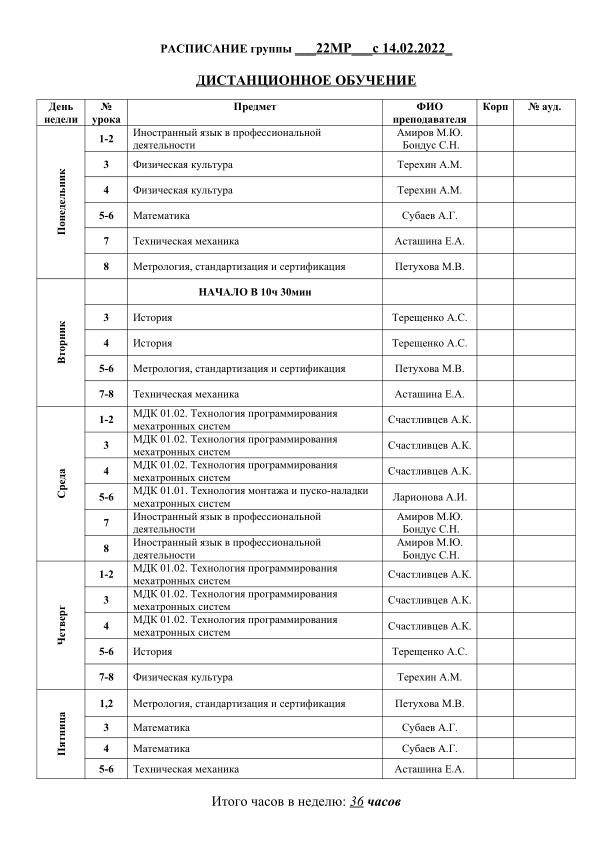 РАСПИСАНИЕ группы ___22МР___с 14.02.2022_
ДИСТАНЦИОННОЕ ОБУЧЕНИЕ
День недели № урока Предмет ФИО преподавателя Корп № ауд.
Понедельник
1-2 Иностранный язык в профессиональной деятельности Амиров М.Ю. Бондус С.Н.
3 Физическая культура Терехин А.М.
4 Физическая культура Терехин А.М.
5-6 Математика Субаев А.Г.
7 Техническая механика Асташина Е.А.
8 Метрология, стандартизация и сертификация Петухова М.В.
Вторник
НАЧАЛО В 10ч 30мин
3 История Терещенко А.С.
4 История Терещенко А.С.
5-6 Метрология, стандартизация и сертификация Петухова М.В.
7-8 Техническая механика Асташина Е.А.
Среда
1-2 МДК 01.02. Технология программирования мехатронных систем Счастливцев А.К.
3 МДК 01.02. Технология программирования мехатронных систем Счастливцев А.К.
4 МДК 01.02. Технология программирования мехатронных систем Счастливцев А.К.
5-6 МДК 01.01. Технология монтажа и пуско-наладки мехатронных систем Ларионова А.И.
7 Иностранный язык в профессиональной деятельности Амиров М.Ю. Бондус С.Н.
8 Иностранный язык в профессиональной деятельности Амиров М.Ю. Бондус С.Н.
Четверг
1-2 МДК 01.02. Технология программирования мехатронных систем Счастливцев А.К.
3 МДК 01.02. Технология программирования мехатронных систем Счастливцев А.К.
4 МДК 01.02. Технология программирования мехатронных систем Счастливцев А.К.
5-6 История Терещенко А.С.
7-8 Физическая культура Терехин А.М.
Пятница
1,2 Метрология, стандартизация и сертификация Петухова М.В.
3 Математика Субаев А.Г.
4 Математика Субаев А.Г.
5-6 Техническая механика Асташина Е.А.
Итого часов в неделю: 36 часов